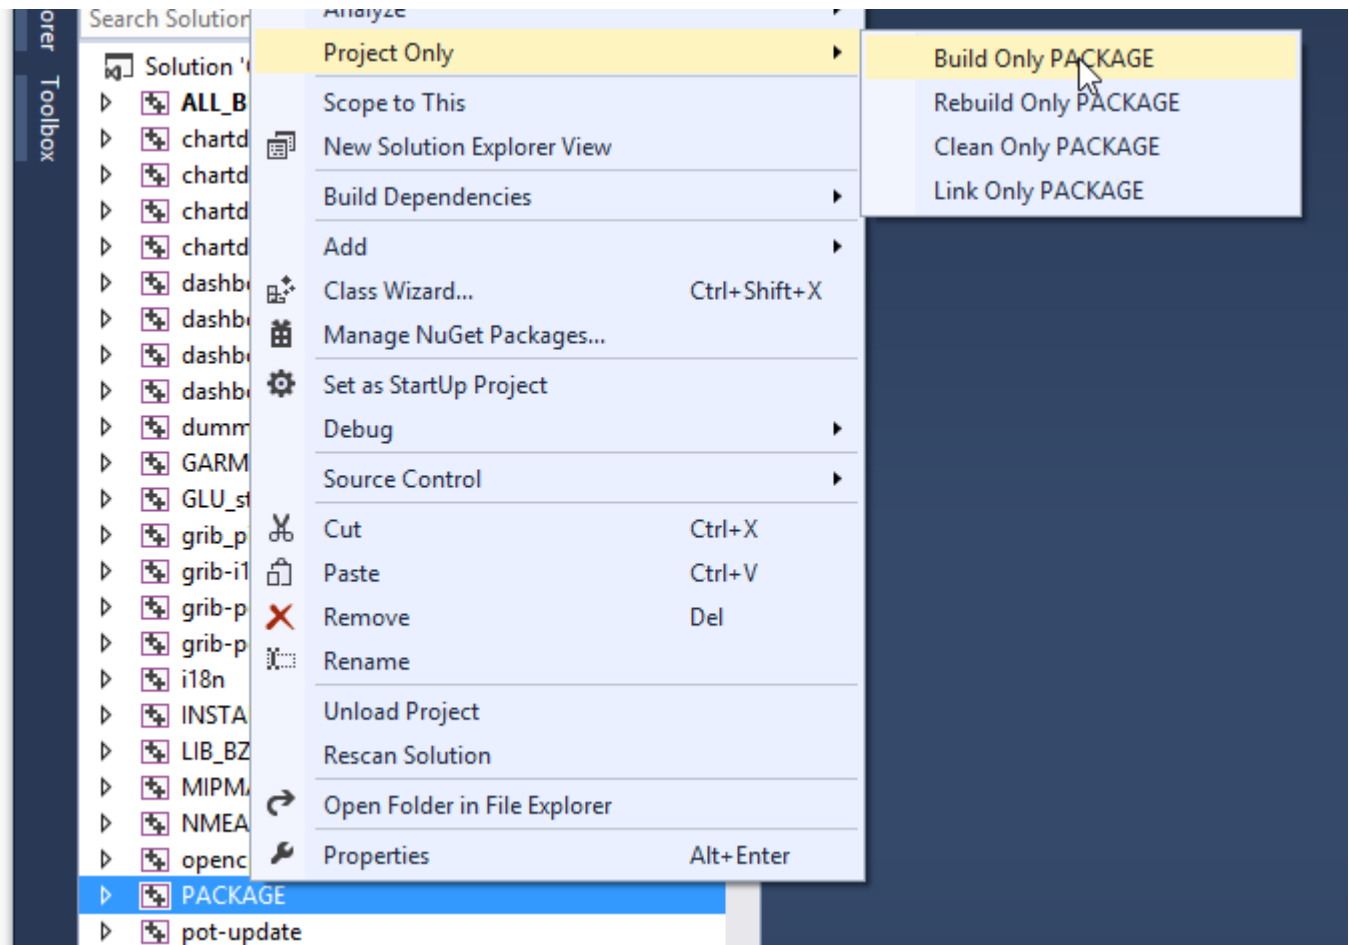 orer
Toolbox
Search Solution
Solution '
ALL_B
chartd
chartd
chartd
chartd
dashb
dashb
dashb
dashb
dumm
GARM
GLU_st
grib_p
grib-i1
grib-p
grib-p
i18n
INSTA
LIB_BZ
MIPM
NMEA
openc
PACKAGE
pot-update
Analyze
Project Only
Scope to This
New Solution Explorer View
Build Dependencies
Add
Class Wizard... Ctrl+Shift+X
Manage NuGet Packages...
Set as StartUp Project
Debug
Source Control
Cut Ctrl+X
Paste Ctrl+V
Remove Del
Rename
Unload Project
Rescan Solution
Open Folder in File Explorer
Properties Alt+Enter
Build Only PACKAGE
Rebuild Only PACKAGE
Clean Only PACKAGE
Link Only PACKAGE